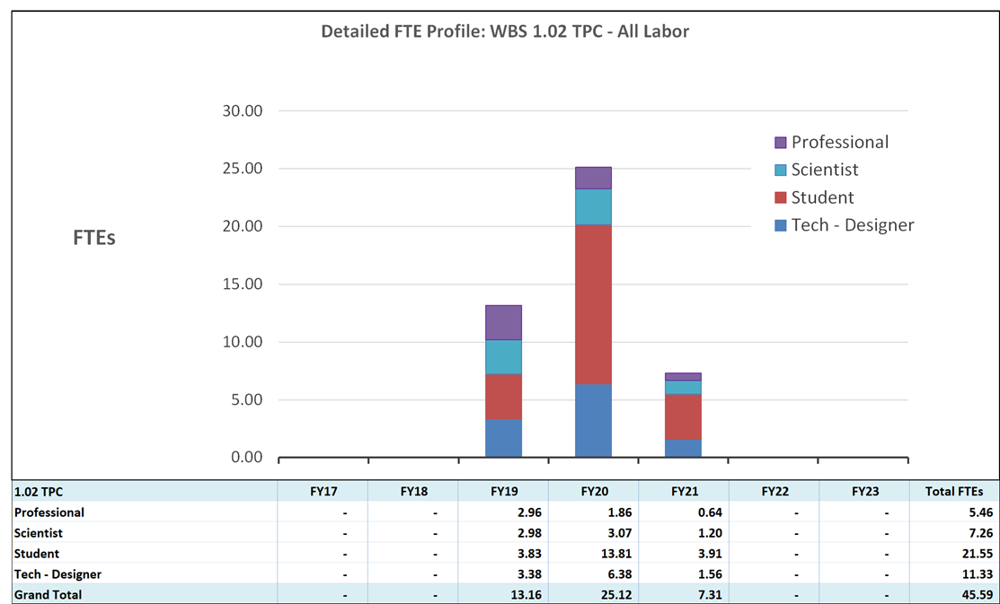 Detailed FTE Profile: WBS 1.02 TPC - All Labor
30.00
25.00
20.00
15.00
10.00
5.00
0.00
FTEs
Professional
Scientist
Student
Tech - Designer
1.02 TPC FY17 FY18 FY19 FY20 FY21 FY22 FY23 Total FTEs
Professional - - 2.96 1.86 0.64 - - 5.46
Scientist - - 2.98 3.07 1.20 - - 7.26
Student - - 3.83 13.81 3.91 - - 21.55
Tech - Designer - - 3.38 6.38 1.56 - - 11.33
Grand Total - - 13.16 25.12 7.31 - - 45.59